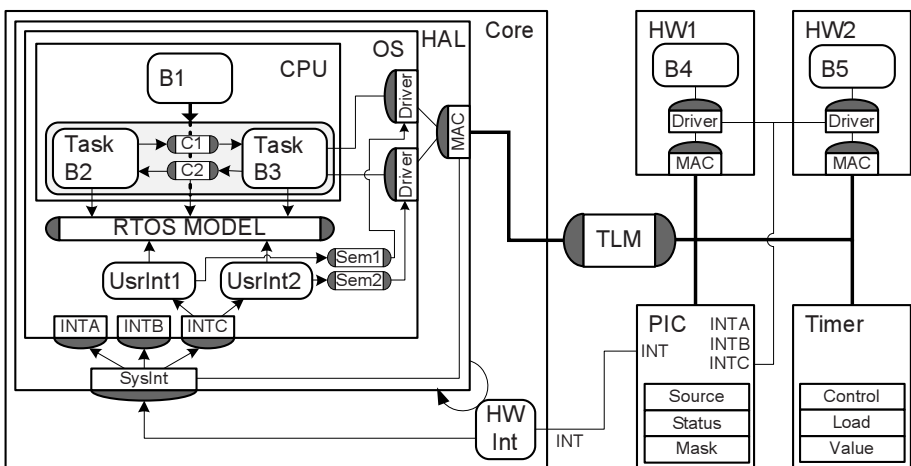 OS
HAL
Core
CPU
B1
Task
B2
C1
C2
Task
B3
Driver
Driver
MAC
RTOS MODEL
UsrInt1
UsrInt2
Sem1
Sem2
INTA
INTB
INTC
SysInt
HW
Int
INT
TLM
HW1
B4
Driver
MAC
HW2
B5
Driver
MAC
PIC
INTA
INTB
INTC
INT
Source
Status
Mask
Timer
Control
Load
Value